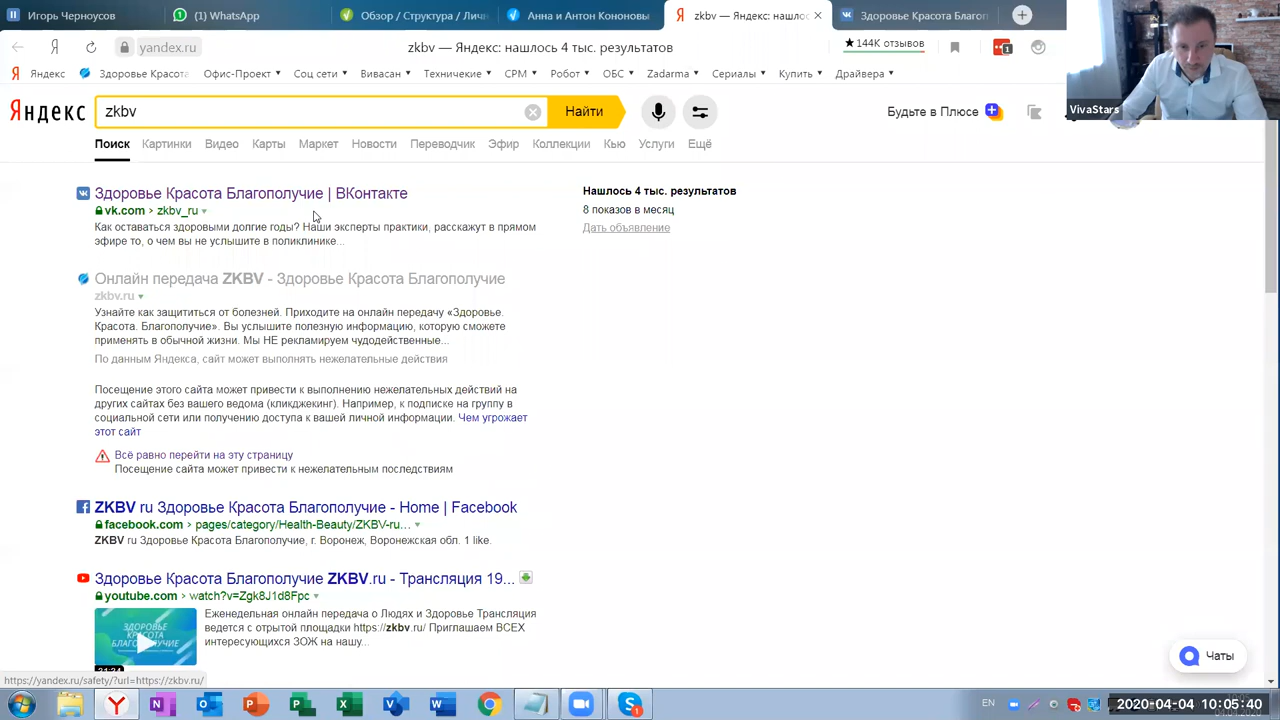 Игорь Черноусов
(1) WhatsApp
Обзор / Структура / Личн
Анна и Антон Кононовы
zkbv — Яндекс: нашлос
Здоровье Красота Благоп
yandex.ru
zkbv — Яндекс: нашлось 4 тыс. результатов
★144K отзывов
1
Яндекс
Здоровье Красота
Офис-Проект
Соц сети
Вивасан
Техничекие
СРМ
Робот
ОБС
Zadarma
Сериалы
Купить
Драйвера
VivaStars
Яндекс
zkbv
Найти
Будьте в Плюсе
Поиск
Картинки
Видео
Карты
Маркет
Новости
Переводчик
Эфир
Коллекции
Кью
Услуги
Ещё
Здоровье Красота Благополучие | ВКонтакте
vk.com › zkbv_ru
Как оставаться здоровыми долгие годы? Наши эксперты практики, расскажут в прямом
эфире то, о чем вы не услышите в поликлинике...
Нашлось 4 тыс. результатов
8 показов в месяц
Дать объявление
Онлайн передача ZKBV - Здоровье Красота Благополучие
zkbv.ru
Узнайте как защититься от болезней. Приходите на онлайн передачу «Здоровье.
Красота. Благополучие». Вы услышите полезную информацию, которую сможете
применять в обычной жизни. Мы НЕ рекламируем чудодейственные...
По данным Яндекса, сайт может выполнять нежелательные действия
Посещение этого сайта может привести к выполнению нежелательных действий на
других сайтах без вашего ведома (кликджекинг). Например, к подписке на группу в
социальной сети или получению доступа к вашей личной информации. Чем угрожает
этот сайт
Всё равно перейти на эту страницу
Посещение сайта может привести к нежелательным последствиям
ZKBV ru Здоровье Красота Благополучие - Home | Facebook
facebook.com › pages/category/Health-Beauty/ZKBV-ru...
ZKBV ru Здоровье Красота Благополучие, г. Воронеж, Воронежская обл. 1 like.
Здоровье Красота Благополучие ZKBV.ru - Трансляция 19...
youtube.com › watch?v=Zgk8J1d8Fpc
Еженедельная онлайн передача о Людях и Здоровье Трансляция
ведется с отрытой площадки https://zkbv.ru/ Приглашаем ВСЕХ
интересующихся ЗОЖ на нашу...
ЗДОРОВЬЕ
КРАСОТА
БЛАГОПОЛУЧИЕ
Чаты
https://yandex.ru/safety/?url=https://zkbv.ru/
EN
2020-04-04 10:05:40